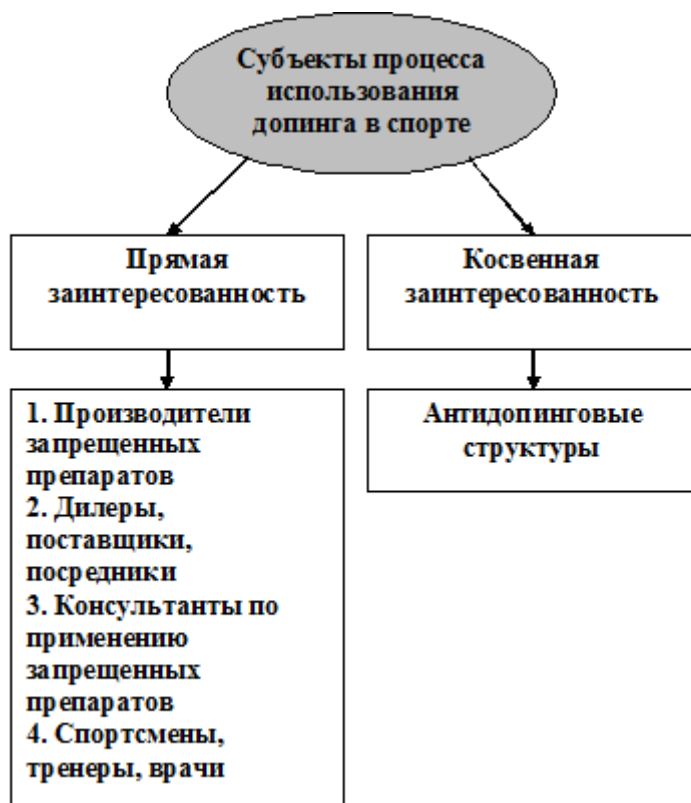 Субъекты процесса
использования
допинга в спорте
Прямая
заинтересованность
Косвенная
заинтересованность
1. Производители
запрещенных
препаратов
2. Дилеры,
поставщики,
посредники
3. Консультанты по
применению
запрещенных
препаратов
4. Спортсмены,
тренеры, врачи
Антидопинговые
структуры